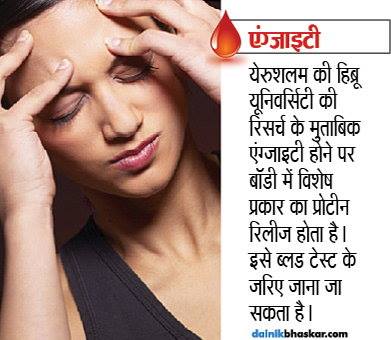 एंग्जाइटी
येरुशलम की हिब्रू
यूनिवर्सिटी की
रिसर्च के मुताबिक
एंग्जाइटी होने पर
बॉडी में विशेष
प्रकार का प्रोटीन
रिलीज होता है।
इसे ब्लड टेस्ट के
जरिए जाना जा
सकता है।
dainikbhaskar.com